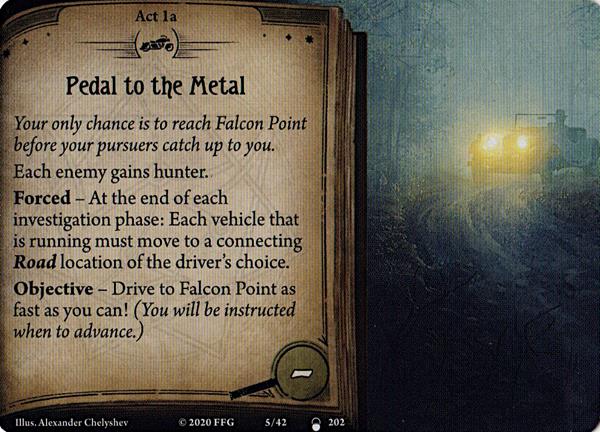 Act 1a
Pedal to the Metal
Your only chance is to reach Falcon Point
before your pursuers catch up to you.
Each enemy gains hunter.
Forced – At the end of each
investigation phase: Each vehicle that
is running must move to a connecting
Road location of the driver's choice.
Objective – Drive to Falcon Point as
fast as you can! (You will be instructed
when to advance.)
–
Illus. Alexander Chelyshev © 2020 FFG 5/42 202